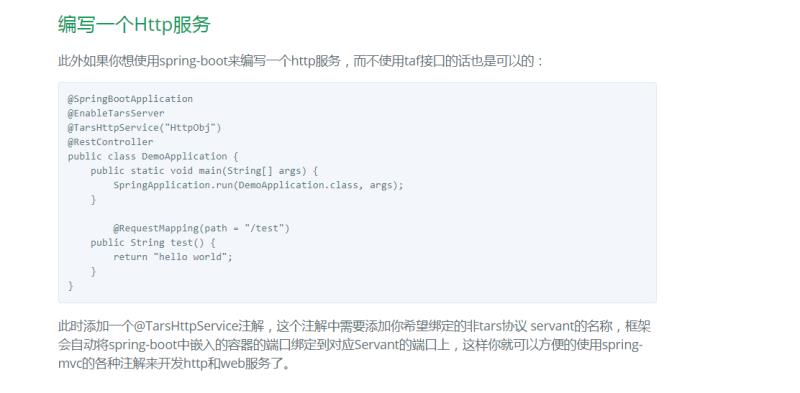 编写一个Http服务
此外如果你想使用spring-boot来编写一个http服务，而不使用taf接口的话也是可以的：
@SpringBootApplication
@EnableTarsServer
@TarsHttpService("HttpObj")
@RestController
public class DemoApplication {
    public static void main(String[] args) {
        SpringApplication.run(DemoApplication.class, args);
    }
        @RequestMapping(path = "/test")
    public String test() {
        return "hello world";
    }
}
此时添加一个@TarsHttpService注解，这个注解中需要添加你希望绑定的非tars协议 servant的名称，框架
会自动将spring-boot中嵌入的容器的端口绑定到对应Servant的端口上，这样你就可以方便的使用spring-
mvc的各种注解来开发http和web服务了。